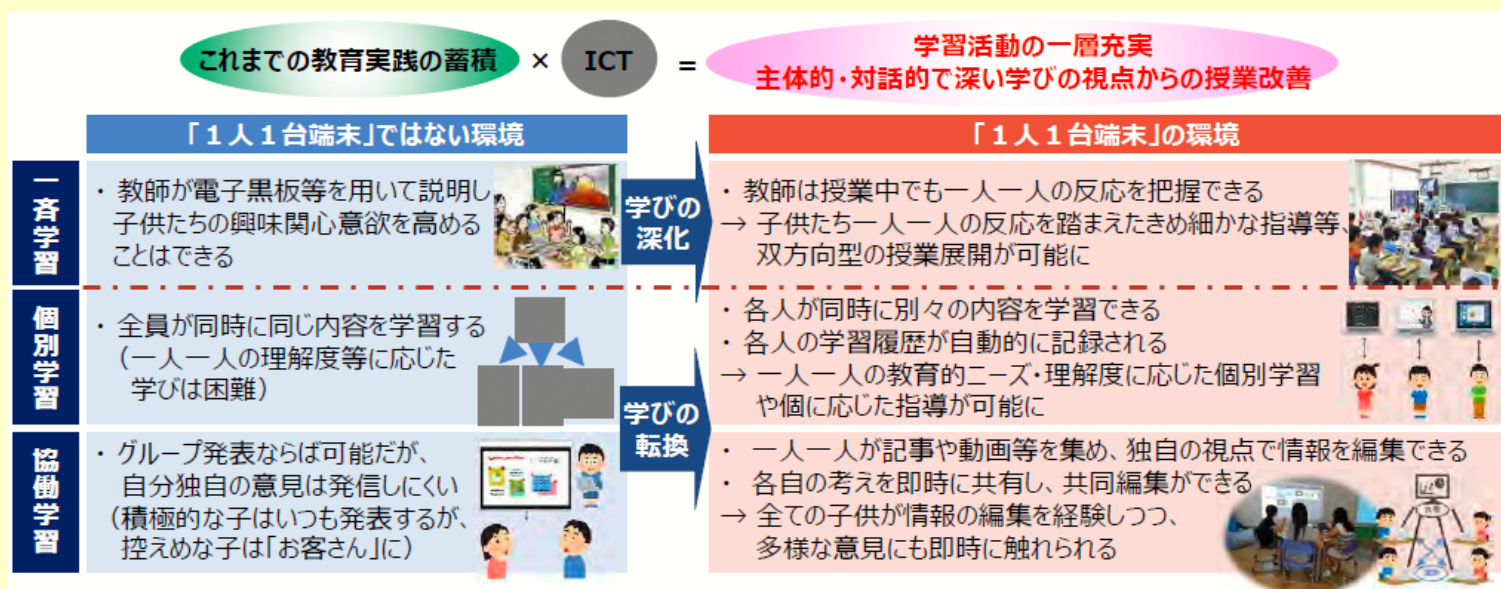 これまでの教育実践の蓄積 × ICT =
学習活動の一層充実
主体的・対話的で深い学びの視点からの授業改善
「１人１台端末」ではない環境
「１人１台端末」の環境
一斉学習
・教師が電子黒板等を用いて説明し
子供たちの興味関心意欲を高める
ことはできる
学びの
深化
・教師は授業中でも一人一人の反応を把握できる
→ 子供たち一人一人の反応を踏まえたきめ細かな指導等、
双方向型の授業展開が可能に
個別学習
・全員が同時に同じ内容を学習する
（一人一人の理解度等に応じた
学びは困難）
学びの
転換
・各人が同時に別々の内容を学習できる
・各人の学習履歴が自動的に記録される
→ 一人一人の教育的ニーズ・理解度に応じた個別学習
や個に応じた指導が可能に
協働学習
・グループ発表ならば可能だが、
自分独自の意見は発信しにくい
（積極的な子はいつも発表するが、
控えめな子は「お客さん」に）
・一人一人が記事や動画等を集め、独自の視点で情報を編集できる
・各自の考えを即時に共有し、共同編集ができる
→ 全ての子供が情報の編集を経験しつつ、
多様な意見にも即時に触れられる